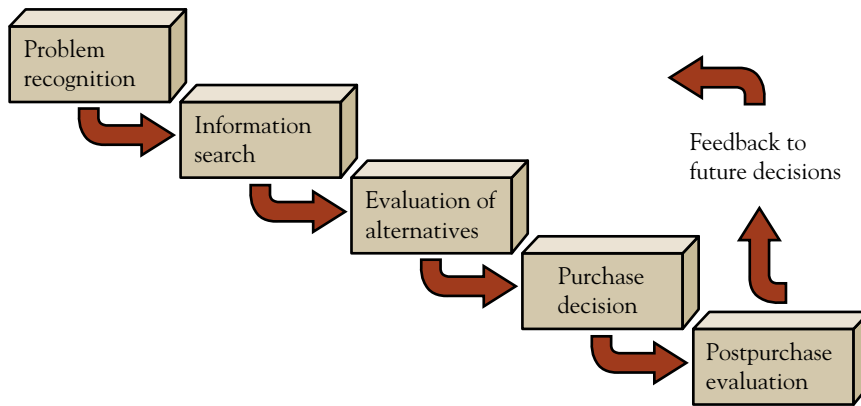 Problem
recognition
Information
search
Evaluation of
alternatives
Purchase
decision
Postpurchase
evaluation
Feedback to
future decisions